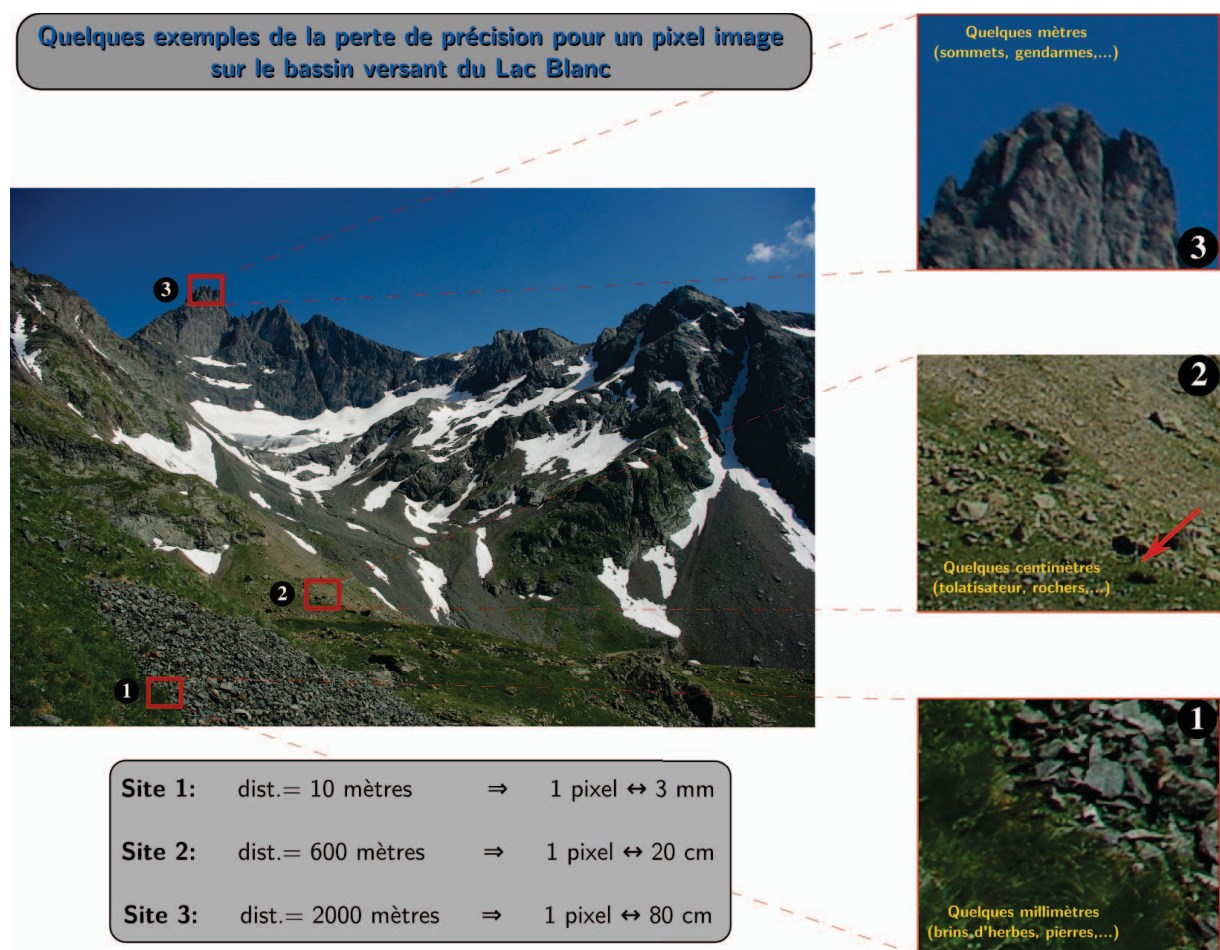 Quelques exemples de la perte de précision pour un pixel image
sur le bassin versant du Lac Blanc
Quelques mètres
(sommets, gendarmes,...)
3
3
2
Quelques centimètres
(tolatisateur, rochers,...)
2
1
1
Quelques millimètres
(brins d'herbes, pierres,...)
Site 1: dist.= 10 mètres ⇒ 1 pixel ↔ 3 mm
Site 2: dist.= 600 mètres ⇒ 1 pixel ↔ 20 cm
Site 3: dist.= 2000 mètres ⇒ 1 pixel ↔ 80 cm